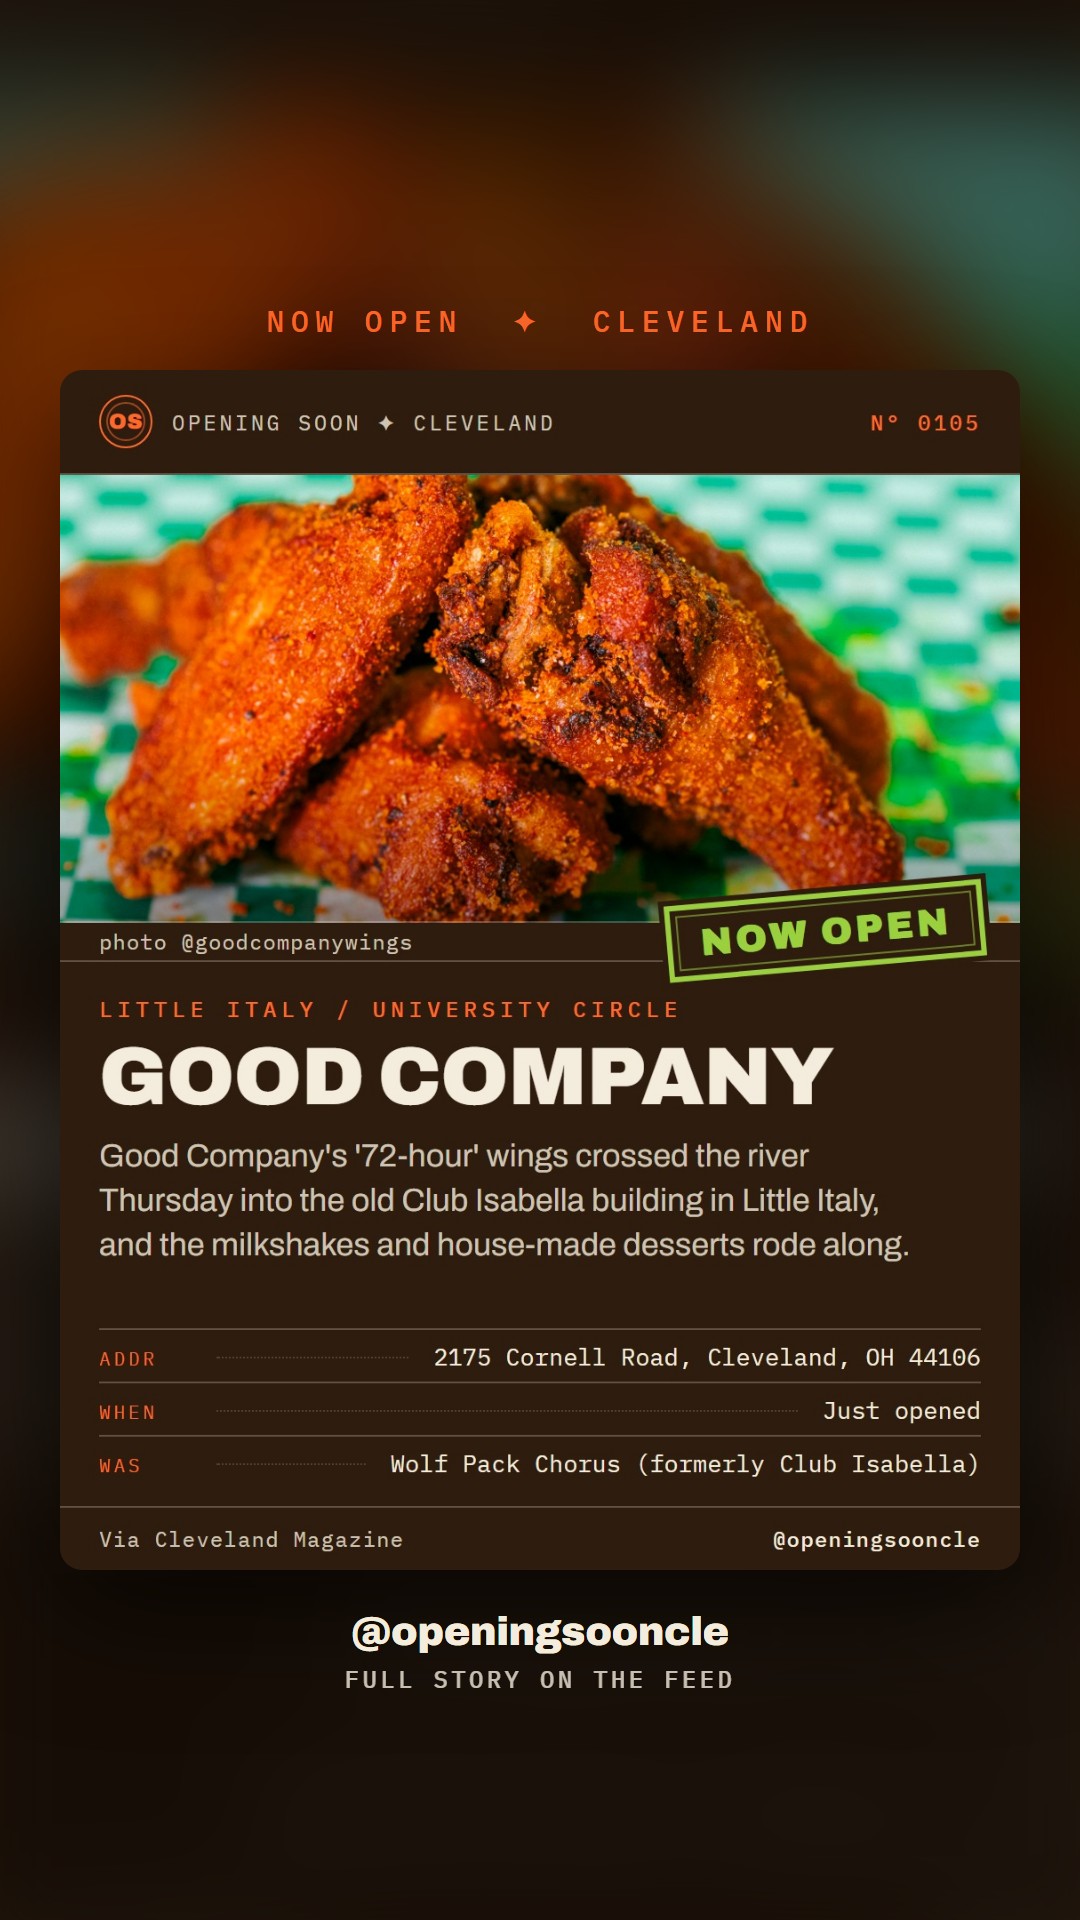 NOW OPEN ✦ CLEVELAND
OS OPENING SOON ✦ CLEVELAND N° 0105
photo @goodcompanywings
NOW OPEN
LITTLE ITALY / UNIVERSITY CIRCLE
GOOD COMPANY
Good Company's '72-hour' wings crossed the river
Thursday into the old Club Isabella building in Little Italy,
and the milkshakes and house-made desserts rode along.
ADDR 2175 Cornell Road, Cleveland, OH 44106
WHEN Just opened
WAS Wolf Pack Chorus (formerly Club Isabella)
Via Cleveland Magazine @openingsooncle
@openingsooncle
FULL STORY ON THE FEED